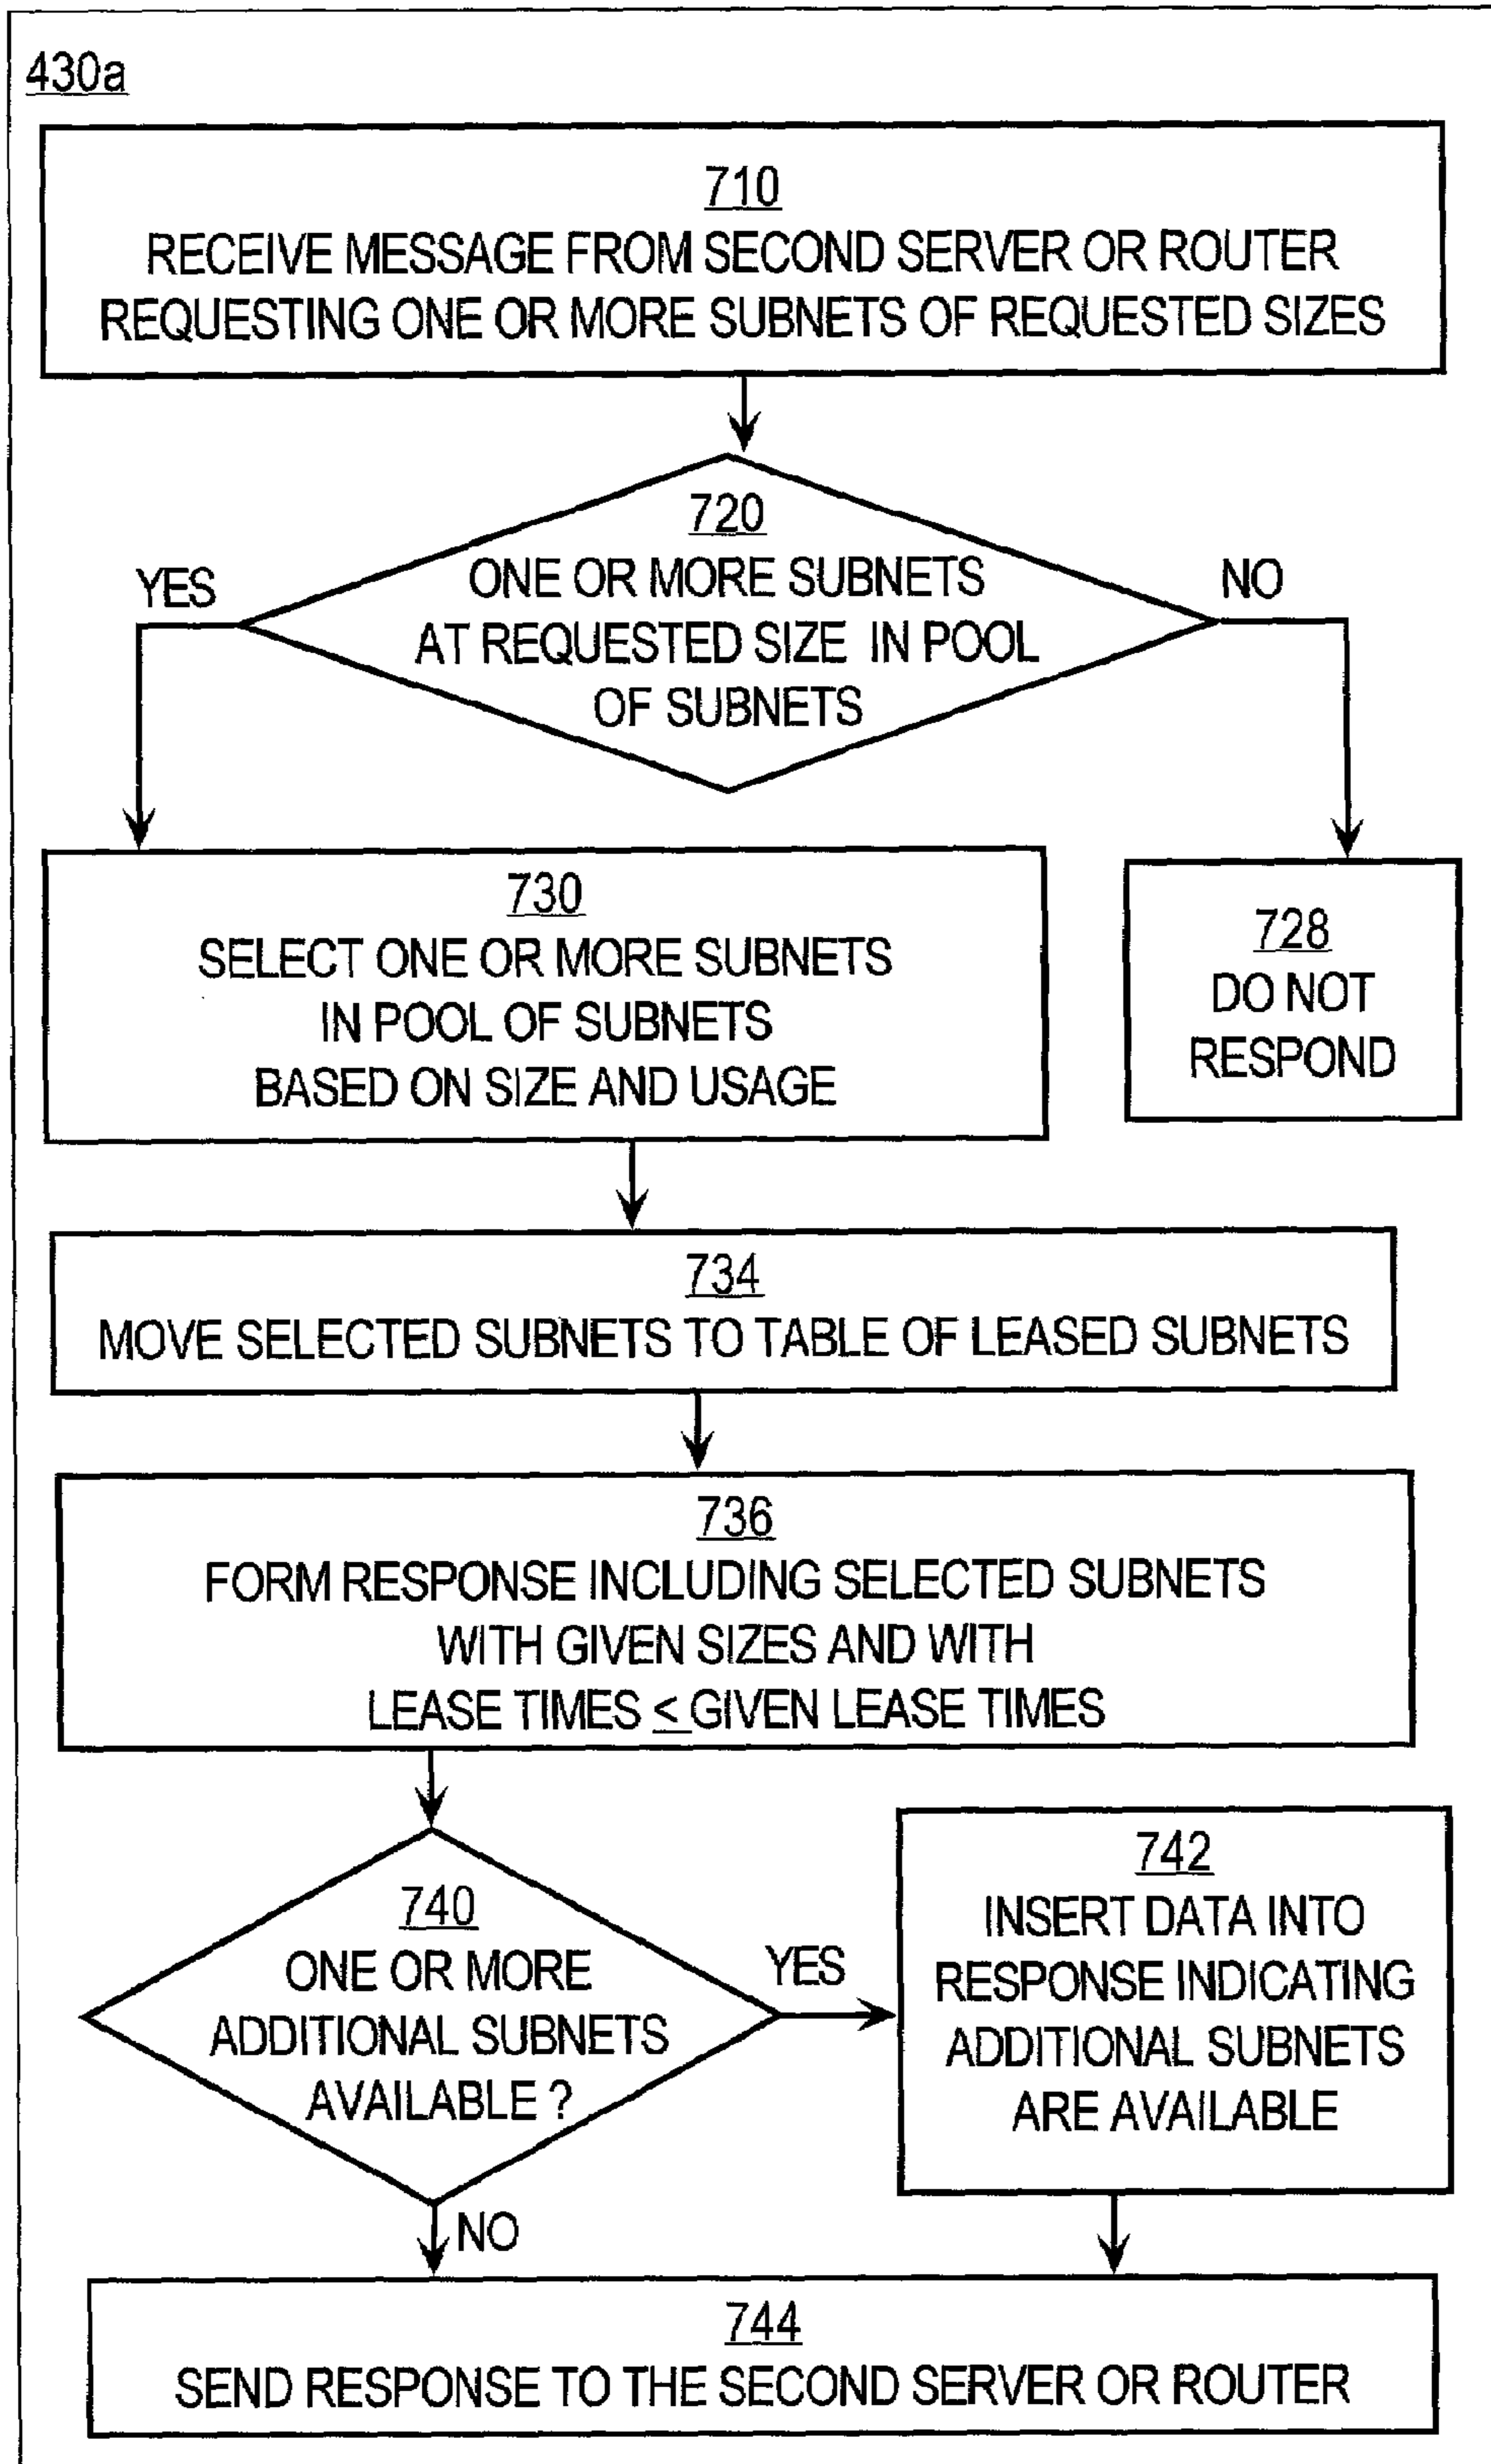 430a
710
RECEIVE MESSAGE FROM SECOND SERVER OR ROUTER
REQUESTING ONE OR MORE SUBNETS OF REQUESTED SIZES
720
ONE OR MORE SUBNETS
AT REQUESTED SIZE IN POOL
OF SUBNETS
YES
NO
730
SELECT ONE OR MORE SUBNETS
IN POOL OF SUBNETS
BASED ON SIZE AND USAGE
728
DO NOT
RESPOND
734
MOVE SELECTED SUBNETS TO TABLE OF LEASED SUBNETS
736
FORM RESPONSE INCLUDING SELECTED SUBNETS
WITH GIVEN SIZES AND WITH
LEASE TIMES ≤ GIVEN LEASE TIMES
740
ONE OR MORE
ADDITIONAL SUBNETS
AVAILABLE ?
YES
NO
742
INSERT DATA INTO
RESPONSE INDICATING
ADDITIONAL SUBNETS
ARE AVAILABLE
744
SEND RESPONSE TO THE SECOND SERVER OR ROUTER